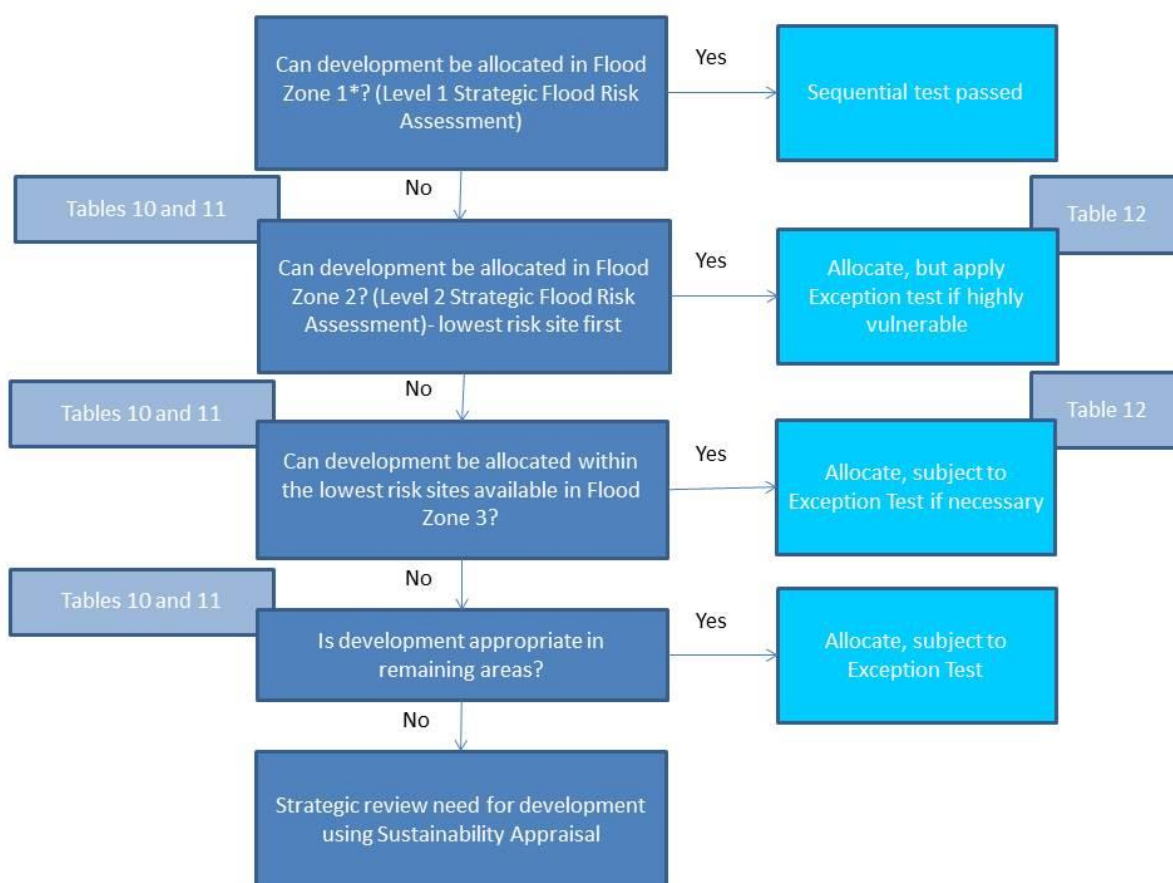 Can development be allocated in Flood
Zone 1*? (Level 1 Strategic Flood Risk
Assessment)
Yes
Sequential test passed
No
Tables 10 and 11
Table 12
Can development be allocated in Flood
Zone 2? (Level 2 Strategic Flood Risk
Assessment)- lowest risk site first
Yes
Allocate, but apply
Exception test if highly
vulnerable
No
Tables 10 and 11
Table 12
Can development be allocated within
the lowest risk sites available in Flood
Zone 3?
Yes
Allocate, subject to
Exception Test if necessary
No
Tables 10 and 11
Is development appropriate in
remaining areas?
Yes
Allocate, subject to
Exception Test
No
Strategic review need for development
using Sustainability Appraisal